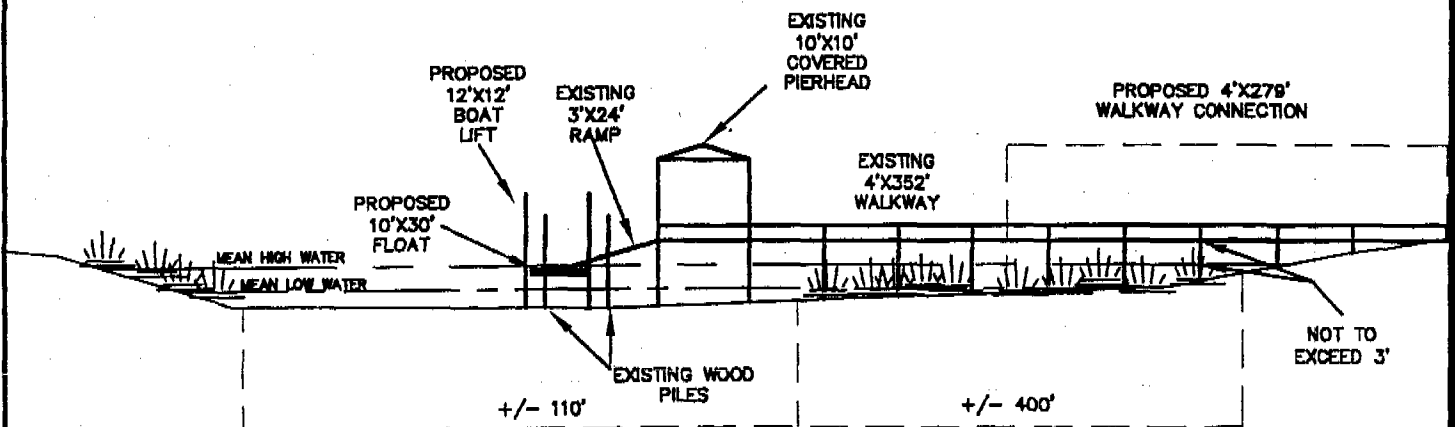 EXISTING
10'X10'
COVERED
PIERHEAD
PROPOSED
12'X12'
BOAT
LIFT
EXISTING
3'X24'
RAMP
PROPOSED 4'X279'
WALKWAY CONNECTION
EXISTING
4'X352'
WALKWAY
PROPOSED
10'X30'
FLOAT
MEAN HIGH WATER
MEAN LOW WATER
NOT TO
EXCEED 3'
EXISTING WOOD
PILES
+/- 110'
+/- 400'